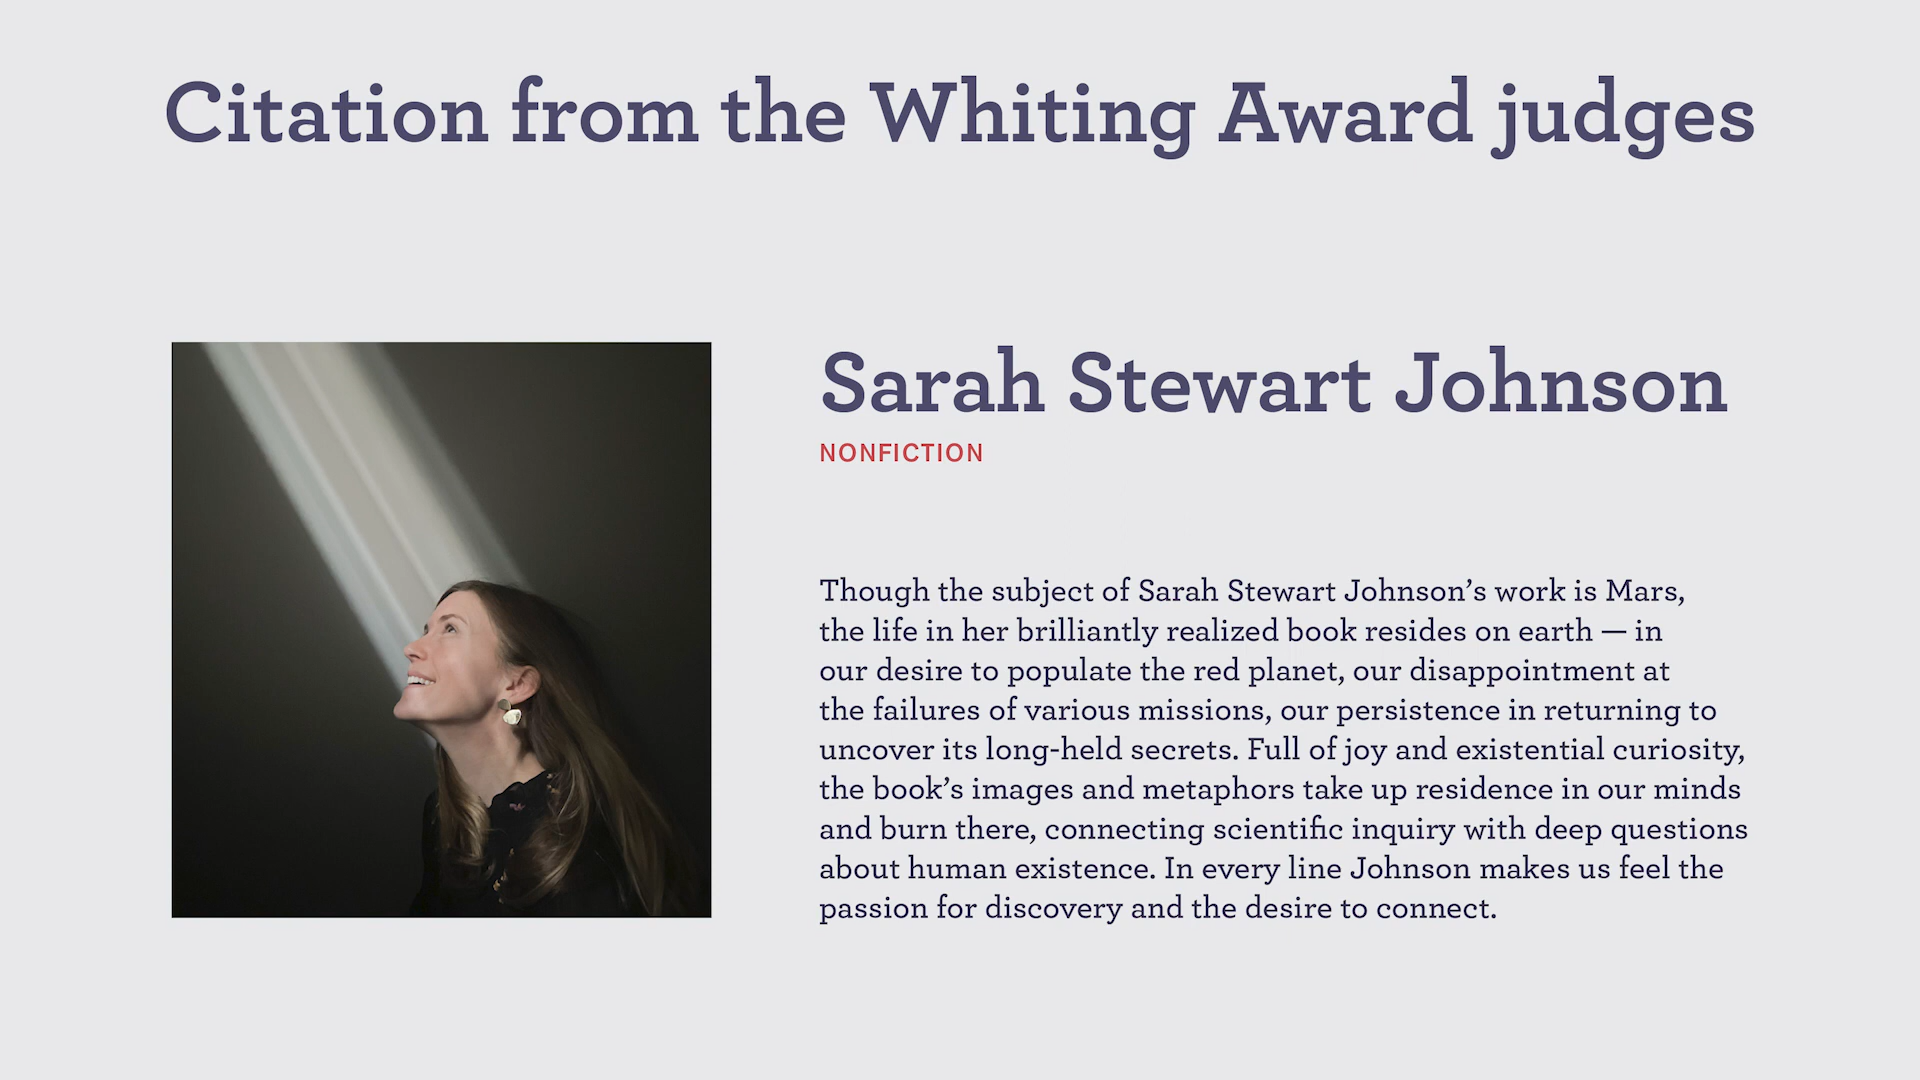 Citation from the Whiting Award judges
Sarah Stewart Johnson
NONFICTION
Though the subject of Sarah Stewart Johnson’s work is Mars,
the life in her brilliantly realized book resides on earth — in
our desire to populate the red planet, our disappointment at
the failures of various missions, our persistence in returning to
uncover its long-held secrets. Full of joy and existential curiosity,
the book’s images and metaphors take up residence in our minds
and burn there, connecting scientific inquiry with deep questions
about human existence. In every line Johnson makes us feel the
passion for discovery and the desire to connect.